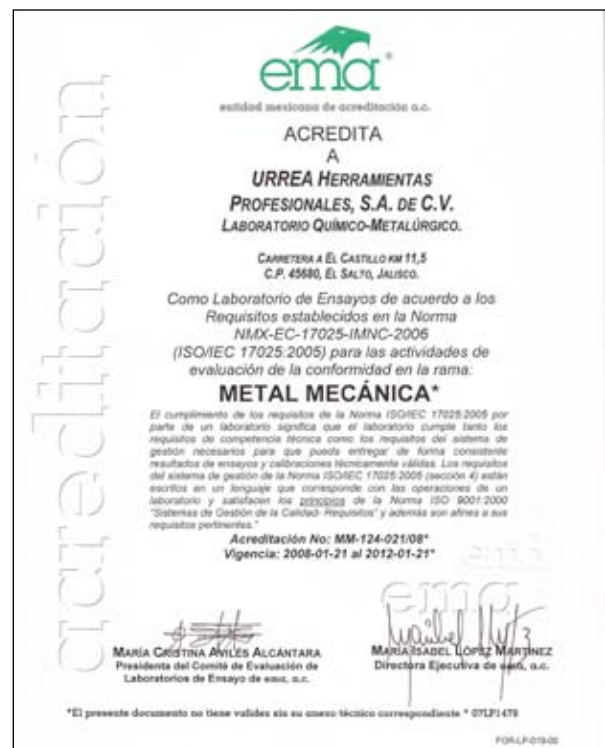 acreditación
ema
entidad mexicana de acreditación a.c.
ACREDITA
A
URREA HERRAMIENTAS
PROFESIONALES, S.A. DE C.V.
LABORATORIO QUÍMICO-METALÚRGICO.
CARRETERA A EL CASTILLO KM 11,5
C.P. 45680, EL SALTO, JALISCO.
Como Laboratorio de Ensayos de acuerdo a los
Requisitos establecidos en la Norma
NMX-EC-17025-IMNC-2006
(ISO/IEC 17025:2005) para las actividades de
evaluación de la conformidad en la rama:
METAL MECÁNICA*
El cumplimiento de los requisitos de la Norma ISO/IEC 17025:2005 por
parte de un laboratorio significa que el laboratorio cumple tanto los
requisitos de competencia técnica como los requisitos del sistema de
gestión necesarios para que pueda entregar de forma consistente
resultados de ensayos y calibraciones técnicamente válidas. Los requisitos
del sistema de gestión de la Norma ISO/IEC 17025:2005 (sección 4) están
escritos en un lenguaje que corresponde con las operaciones de un
laboratorio y satisfacen los principios de la Norma ISO 9001:2000
"Sistemas de Gestión de la Calidad- Requisitos" y además son afines a sus
requisitos pertinentes."
Acreditación No: MM-124-021/08*
Vigencia: 2008-01-21 al 2012-01-21*
ema
MARÍA CRISTINA AVILES ALCÁNTARA
Presidenta del Comité de Evaluación de
Laboratorios de Ensayo de ema, a.c.
MARÍA ISABEL LÓPEZ MARTÍNEZ
Directora Ejecutiva de ema, a.c.
*El presente documento no tiene validez sin su anexo técnico correspondiente * 07LP1478
FOR-LP-019-00